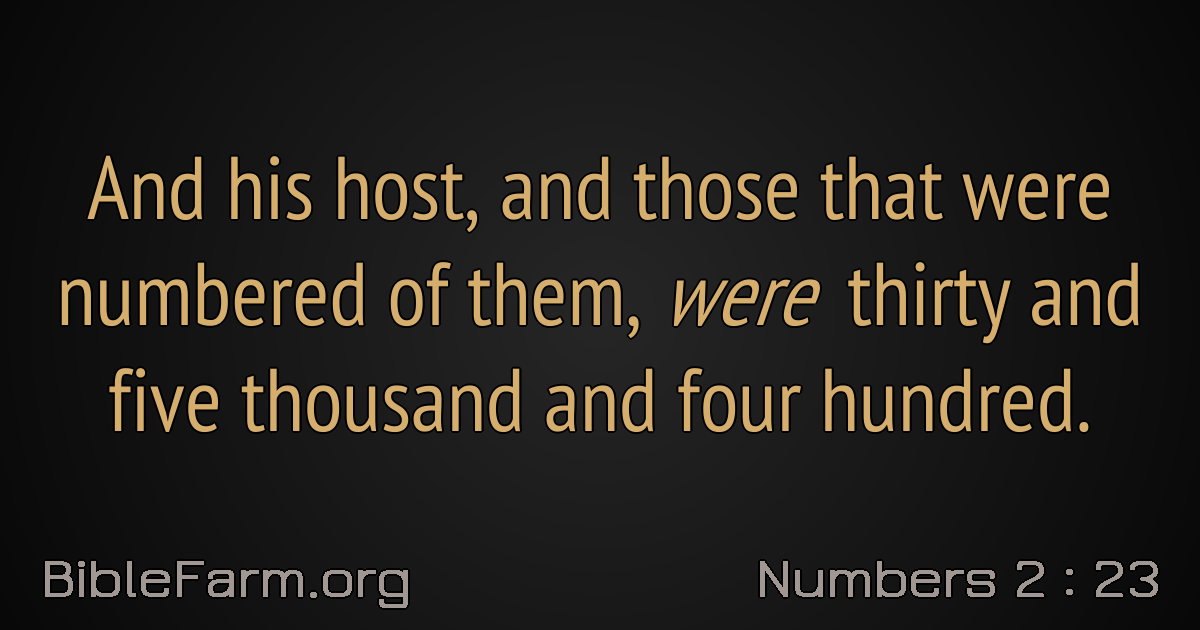 And his host, and those that were
numbered of them, were thirty and
five thousand and four hundred.
BibleFarm.org
Numbers 2 : 23